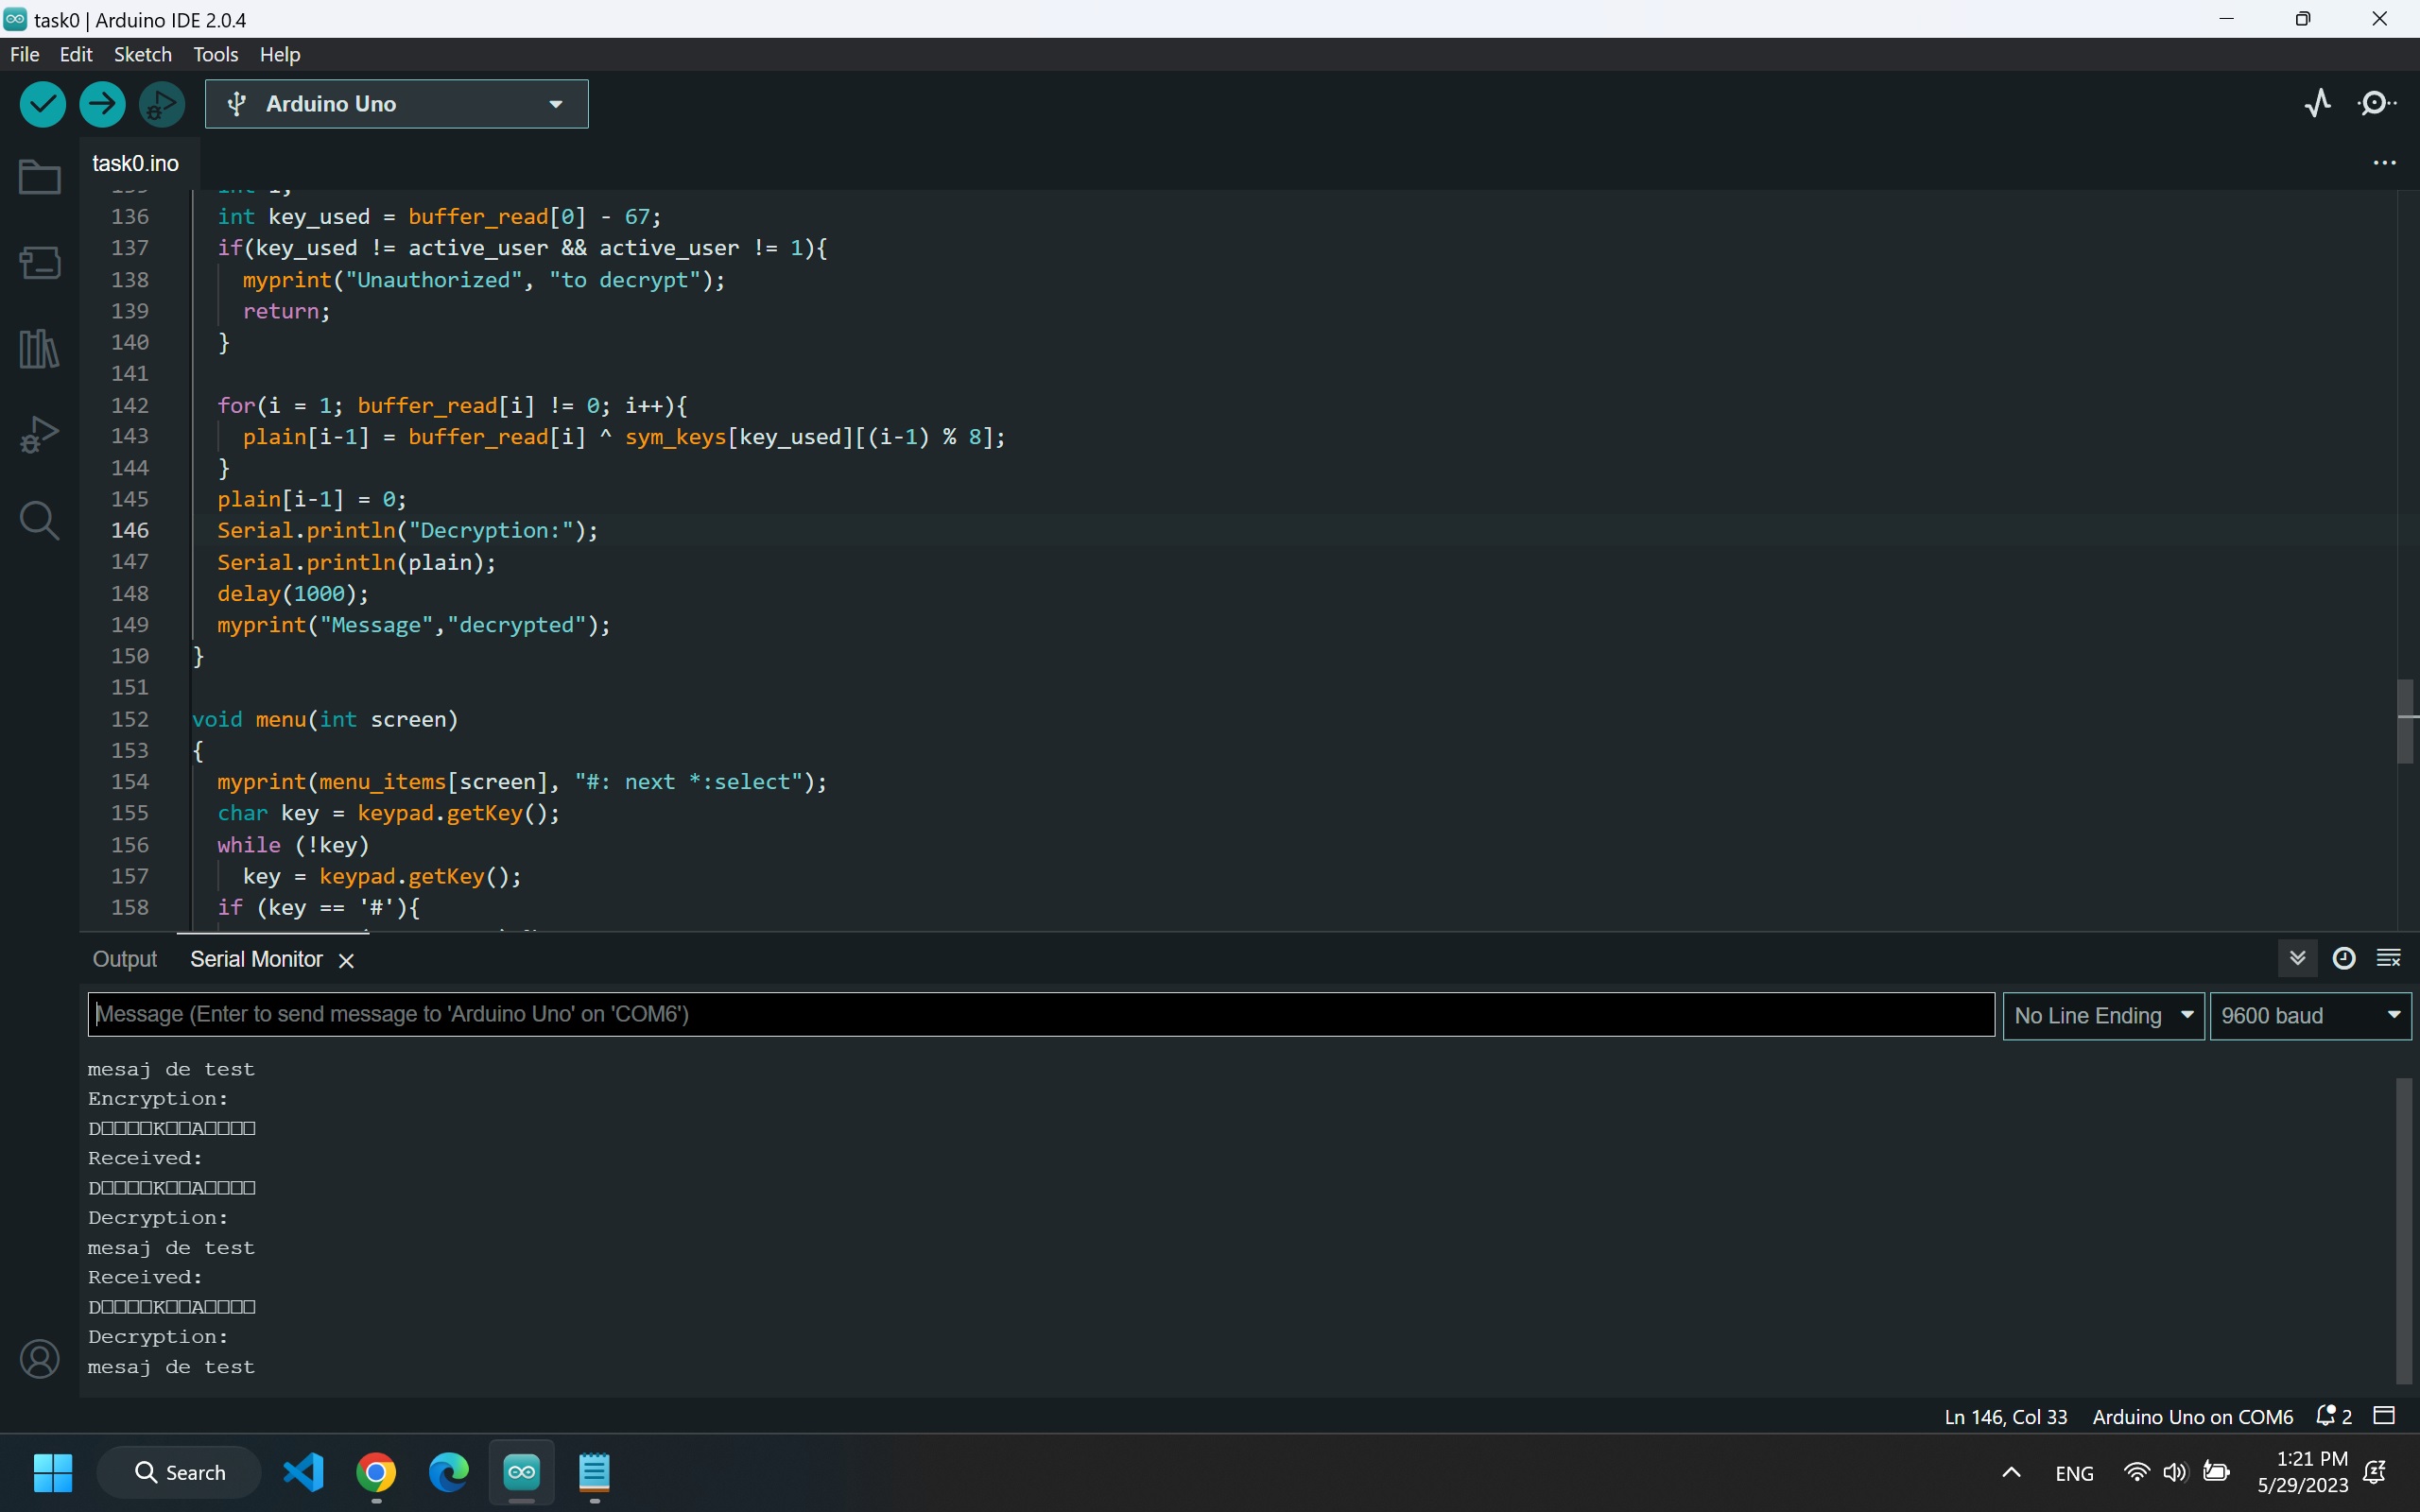 task0 | Arduino IDE 2.0.4
File Edit Sketch Tools Help
Arduino Uno
task0.ino
136 int key_used = buffer_read[0] - 67;
137 if(key_used != active_user && active_user != 1){
138 myprint("Unauthorized", "to decrypt");
139 return;
140 }
141
142 for(i = 1; buffer_read[i] != 0; i++){
143 plain[i-1] = buffer_read[i] ^ sym_keys[key_used][(i-1) % 8];
144 }
145 plain[i-1] = 0;
146 Serial.println("Decryption:");
147 Serial.println(plain);
148 delay(1000);
149 myprint("Message","decrypted");
150 }
151
152 void menu(int screen)
153 {
154 myprint(menu_items[screen], "#: next *:select");
155 char key = keypad.getKey();
156 while (!key)
157 key = keypad.getKey();
158 if (key == '#'){
Output Serial Monitor
Message (Enter to send message to 'Arduino Uno' on 'COM6')
No Line Ending 9600 baud
mesaj de test
Encryption:
D□□□□K□□A□□□□
Received:
D□□□□K□□A□□□□
Decryption:
mesaj de test
Received:
D□□□□K□□A□□□□
Decryption:
mesaj de test
Ln 146, Col 33 Arduino Uno on COM6 2
Search
ENG
1:21 PM
5/29/2023